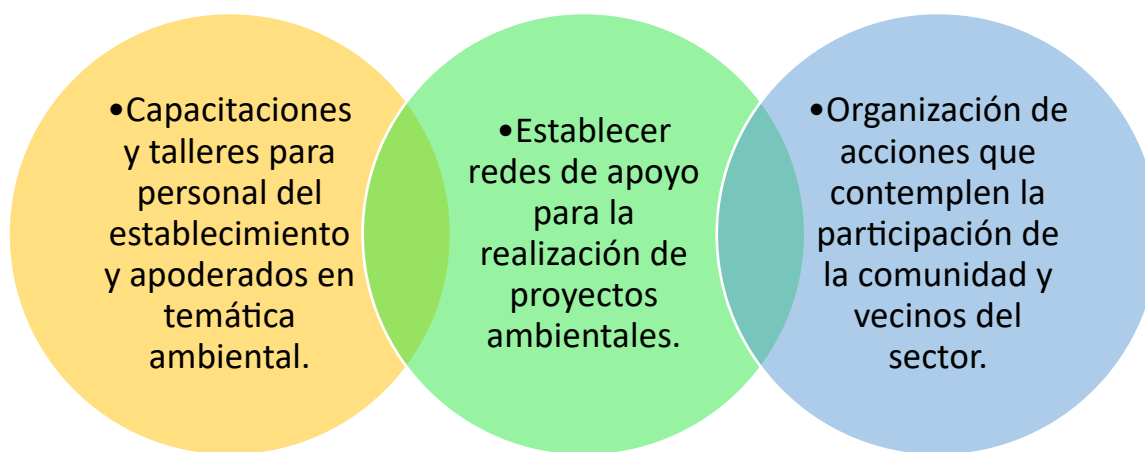 •Capacitaciones
y talleres para
personal del
establecimiento
y apoderados en
temática
ambiental.
•Establecer
redes de apoyo
para la
realización de
proyectos
ambientales.
•Organización de
acciones que
contemplen la
participación de
la comunidad y
vecinos del
sector.